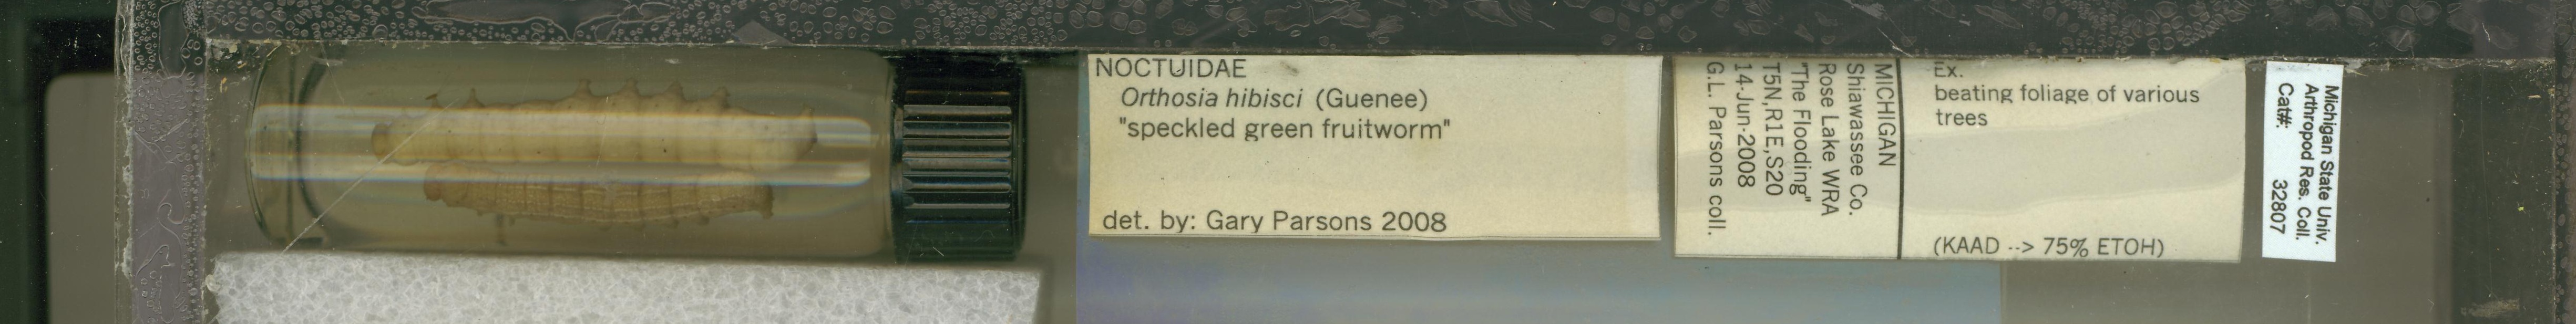 NOCTUIDAE
Orthosia hibisci (Guenee)
"speckled green fruitworm"
det. by: Gary Parsons 2008
MICHIGAN
Shiawassee Co.
Rose Lake WRA
"The Flooding"
T5N,R1E,S20
14-Jun-2008
G.L. Parsons coll.
Ex.
beating foliage of various
trees
(KAAD --> 75% ETOH)
Michigan State Univ.
Arthropod Res. Coll.
Cat#: 32807